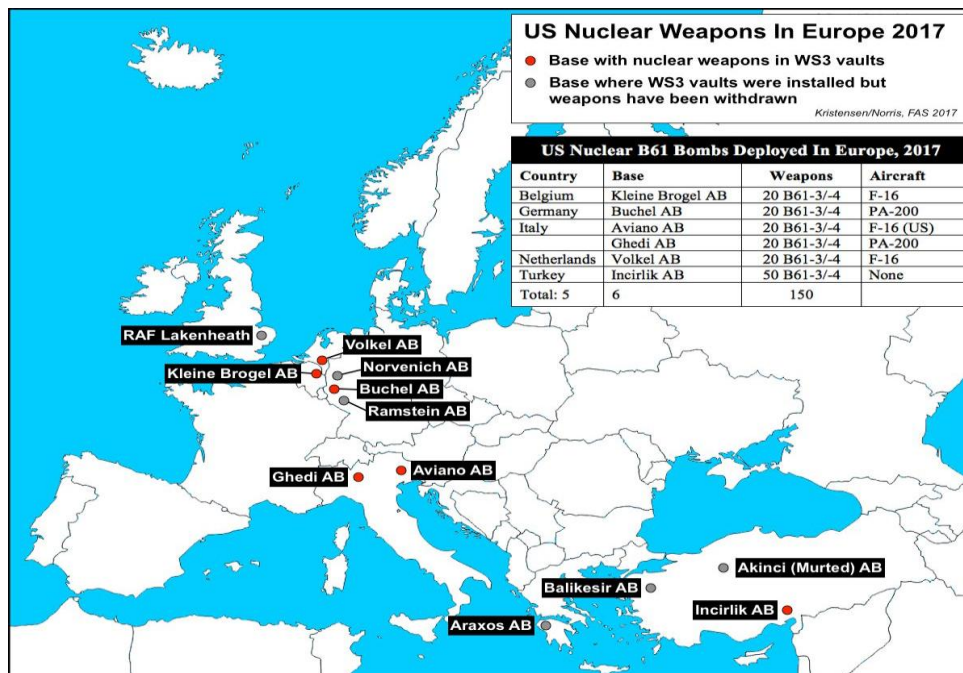 US Nuclear Weapons In Europe 2017
Base with nuclear weapons in WS3 vaults
Base where WS3 vaults were installed but
weapons have been withdrawn
Kristensen/Norris, FAS 2017
US Nuclear B61 Bombs Deployed In Europe, 2017
Country Base Weapons Aircraft
Belgium Kleine Brogel AB 20 B61-3/-4 F-16
Germany Buchel AB 20 B61-3/-4 PA-200
Italy Aviano AB 20 B61-3/-4 F-16 (US)
Ghedi AB 20 B61-3/-4 PA-200
Netherlands Volkel AB 20 B61-3/-4 F-16
Turkey Incirlik AB 50 B61-3/-4 None
Total: 5 6 150
RAF Lakenheath
Volkel AB
Kleine Brogel AB
Norvenich AB
Buchel AB
Ramstein AB
Ghedi AB
Aviano AB
Akinci (Murted) AB
Balikesir AB
Incirlik AB
Araxos AB